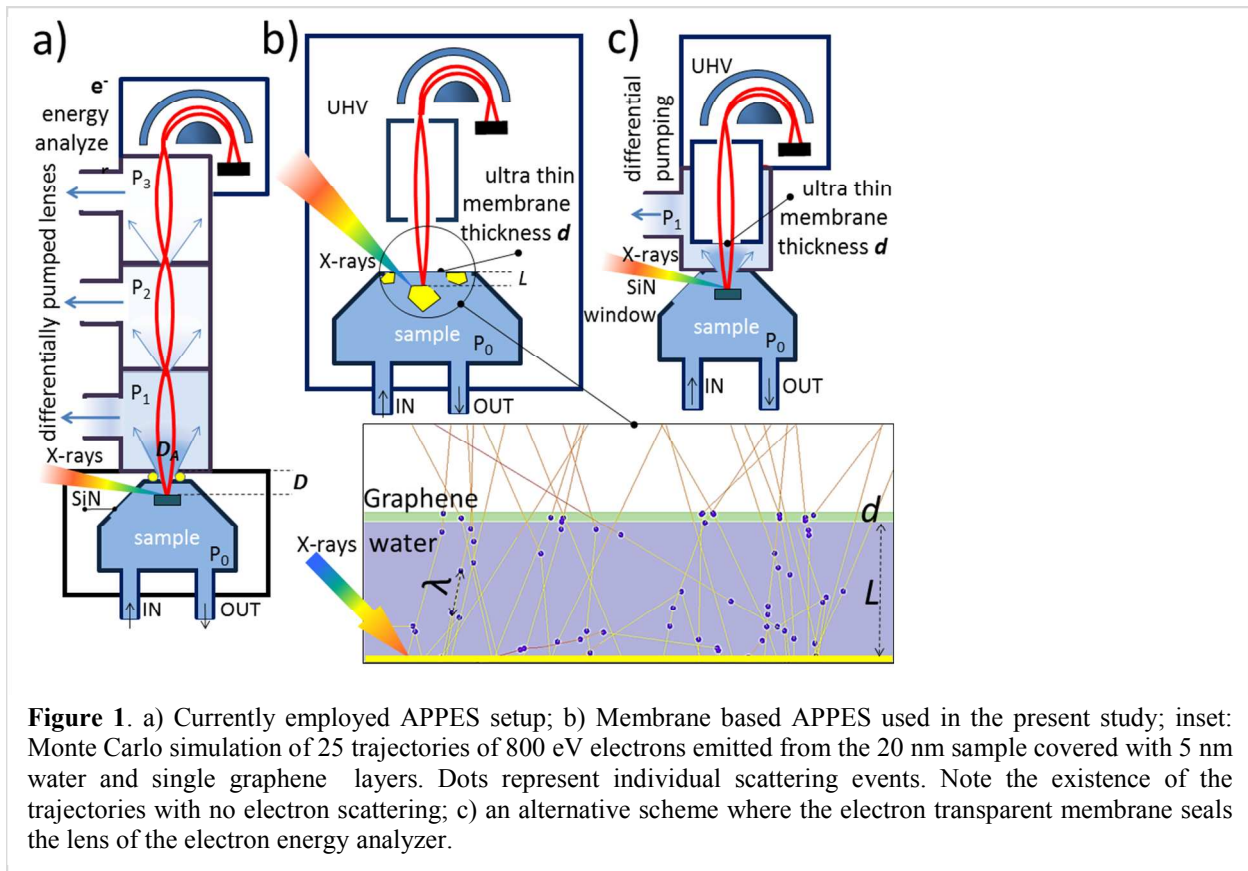 a)
e-
energy
analyze
r
differentially pumped lenses
P3
P2
P1
DA
X-rays
D
SiN
sample
P0
IN
OUT
b)
UHV
ultra thin
membrane
thickness d
X-rays
L
sample
P0
IN
OUT
c)
UHV
differential
pumping
P1
ultra thin
membrane
thickness d
X-rays
SiN
window
sample
P0
IN
OUT
Graphene
d
X-rays
water
λ
L
Figure 1. a) Currently employed APPES setup; b) Membrane based APPES used in the present study; inset:
Monte Carlo simulation of 25 trajectories of 800 eV electrons emitted from the 20 nm sample covered with 5 nm
water and single graphene layers. Dots represent individual scattering events. Note the existence of the
trajectories with no electron scattering; c) an alternative scheme where the electron transparent membrane seals
the lens of the electron energy analyzer.